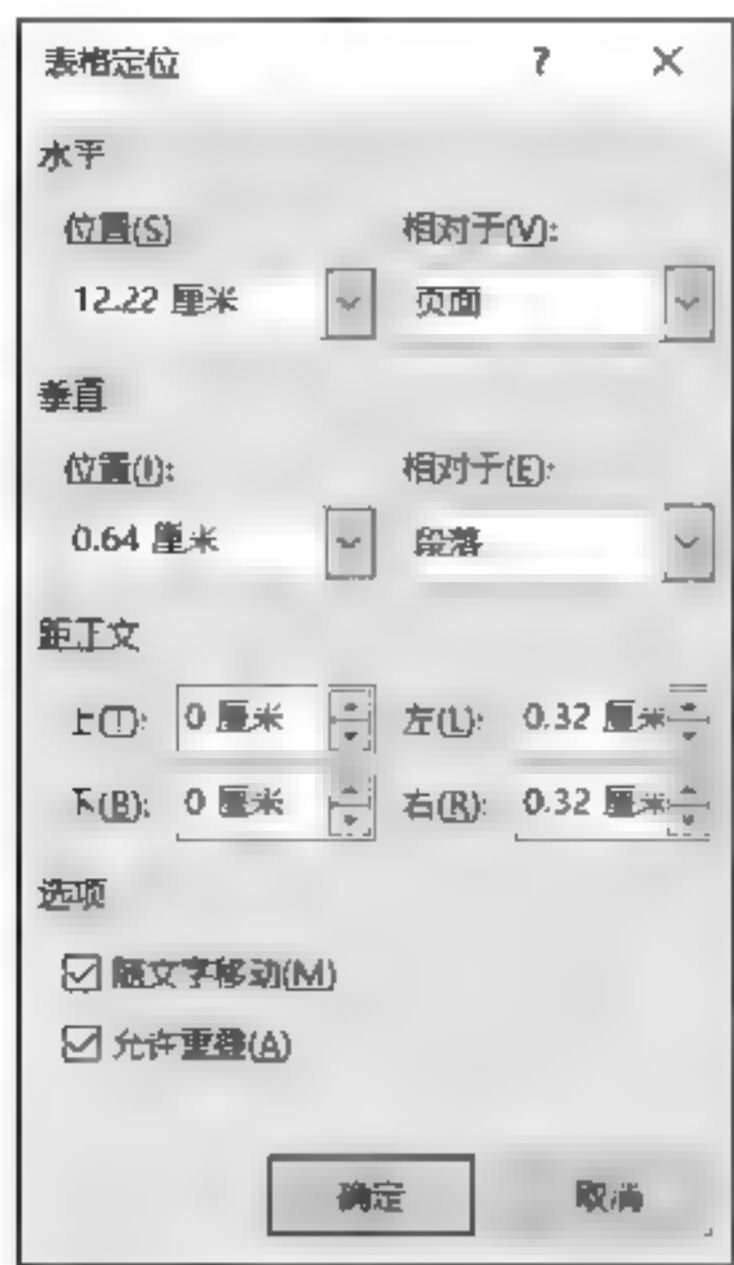 表格定位 ? ×
水平
位置(S) 相对于(V):
12.22 厘米 页面
垂直
位置(I): 相对于(E):
0.64 厘米 段落
距正文
上(T): 0 厘米 左(L): 0.32 厘米
下(B): 0 厘米 右(R): 0.32 厘米
选项
随文字移动(M)
允许重叠(A)
确定 取消